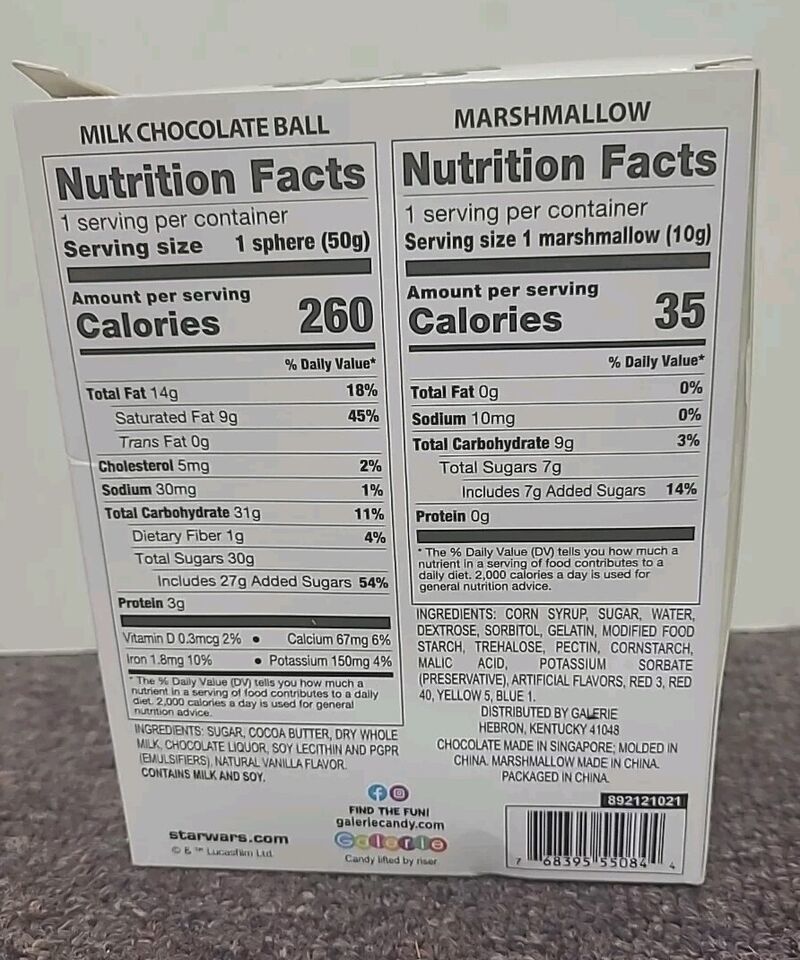 MILK CHOCOLATE BALL
Nutrition Facts
1 serving per container
Serving size 1 sphere (50g)
Amount per serving
Calories 260
% Daily Value*
Total Fat 14g 18%
Saturated Fat 9g 45%
Trans Fat 0g
Cholesterol 5mg 2%
Sodium 30mg 1%
Total Carbohydrate 31g 11%
Dietary Fiber 1g 4%
Total Sugars 30g
Includes 27g Added Sugars 54%
Protein 3g
Vitamin D 0.3mcg 2% • Calcium 67mg 6%
Iron 1.8mg 10% • Potassium 150mg 4%
* The % Daily Value (DV) tells you how much a
nutrient in a serving of food contributes to a daily
diet. 2,000 calories a day is used for general
nutrition advice.
INGREDIENTS: SUGAR, COCOA BUTTER, DRY WHOLE
MILK, CHOCOLATE LIQUOR, SOY LECITHIN AND PGPR
(EMULSIFIERS), NATURAL VANILLA FLAVOR.
CONTAINS MILK AND SOY.
MARSHMALLOW
Nutrition Facts
1 serving per container
Serving size 1 marshmallow (10g)
Amount per serving
Calories 35
% Daily Value*
Total Fat 0g 0%
Sodium 10mg 0%
Total Carbohydrate 9g 3%
Total Sugars 7g
Includes 7g Added Sugars 14%
Protein 0g
* The % Daily Value (DV) tells you how much a
nutrient in a serving of food contributes to a
daily diet. 2,000 calories a day is used for
general nutrition advice.
INGREDIENTS: CORN SYRUP, SUGAR, WATER,
DEXTROSE, SORBITOL, GELATIN, MODIFIED FOOD
STARCH, TREHALOSE, PECTIN, CORNSTARCH,
MALIC ACID, POTASSIUM SORBATE
(PRESERVATIVE), ARTIFICIAL FLAVORS, RED 3, RED
40, YELLOW 5, BLUE 1.
DISTRIBUTED BY GALERIE
HEBRON, KENTUCKY 41048
CHOCOLATE MADE IN SINGAPORE; MOLDED IN
CHINA. MARSHMALLOW MADE IN CHINA.
PACKAGED IN CHINA.
starwars.com
© & ™ Lucasfilm Ltd.
FIND THE FUN!
galeriecandy.com
Galerie
Candy lifted by riser
892121021
7 68395 55084 4